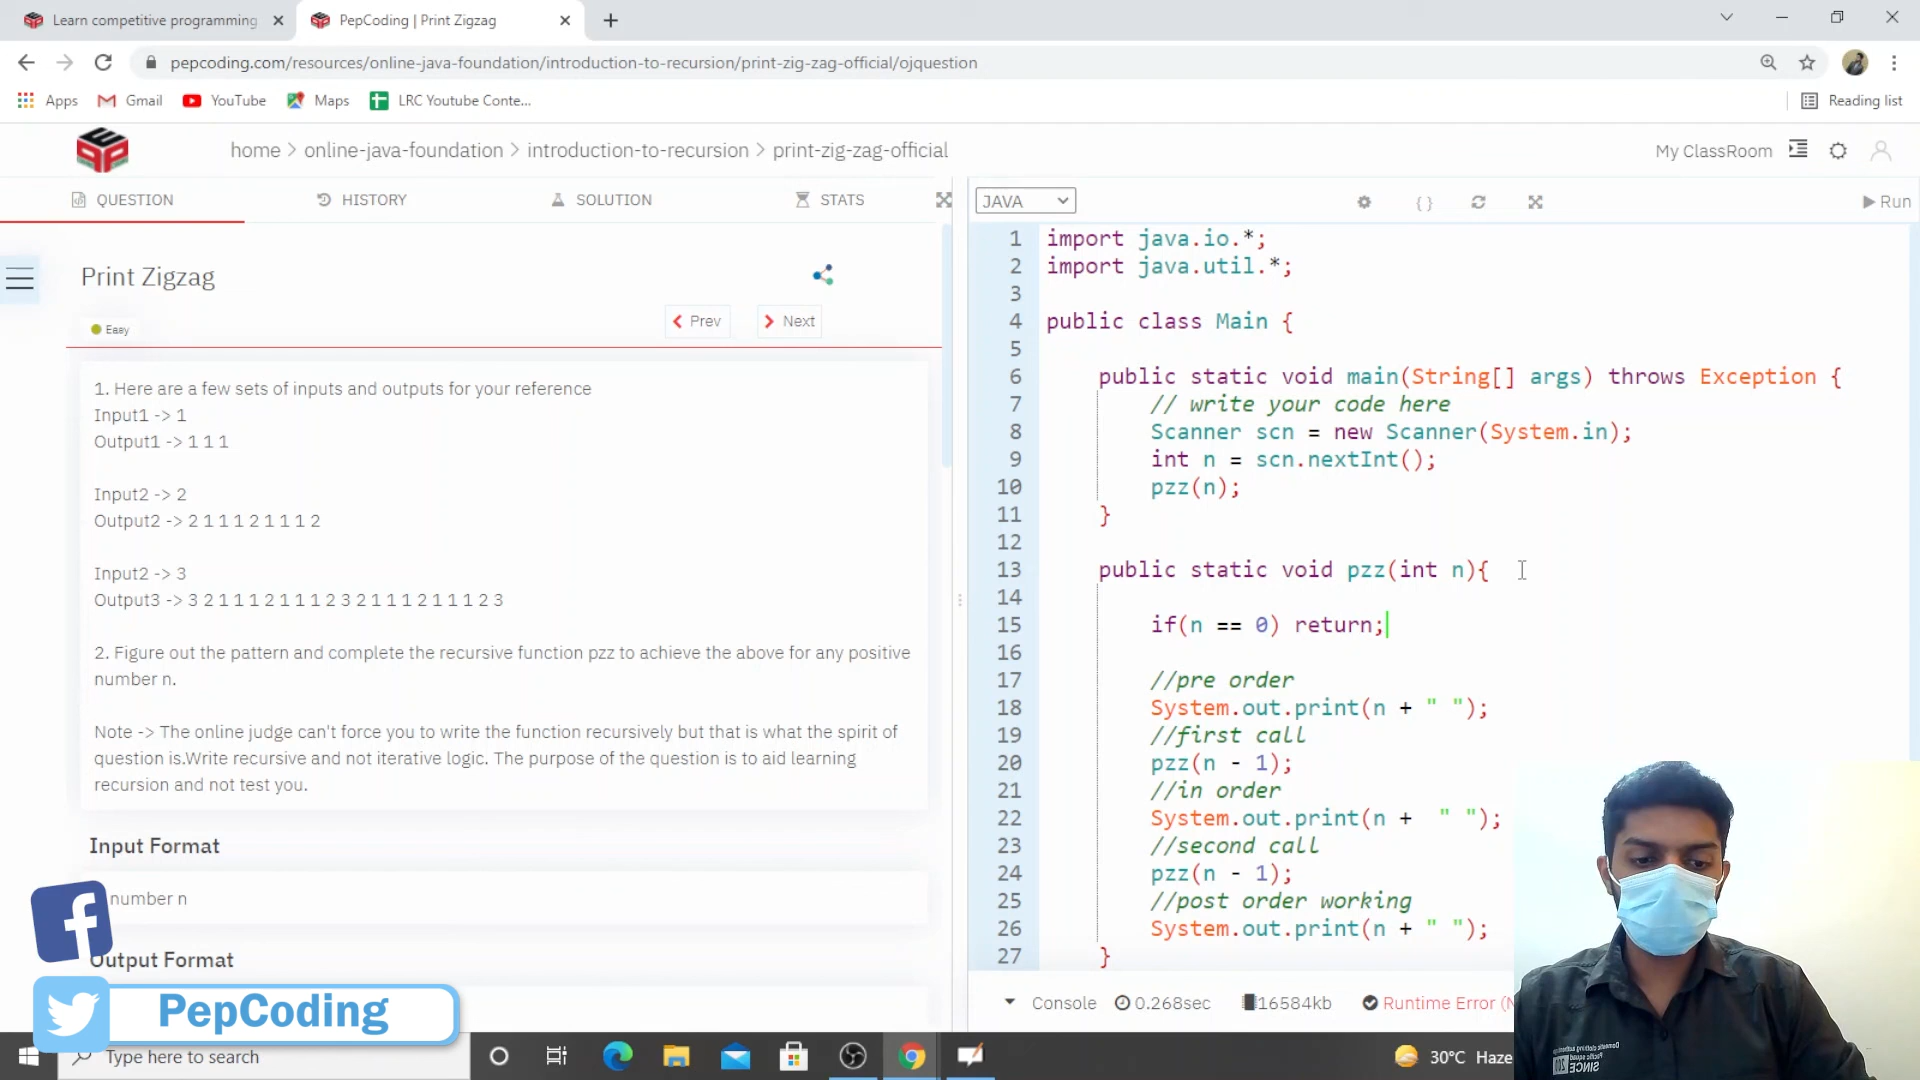 Learn competitive programming
PepCoding | Print Zigzag
pepcoding.com/resources/online-java-foundation/introduction-to-recursion/print-zig-zag-official/ojquestion
Apps
Gmail
YouTube
Maps
LRC Youtube Conte...
Reading list
home > online-java-foundation > introduction-to-recursion > print-zig-zag-official
My ClassRoom
QUESTION
HISTORY
SOLUTION
STATS
Print Zigzag
Easy
Prev
Next
1. Here are a few sets of inputs and outputs for your reference
Input1 -> 1
Output1 -> 1 1 1
Input2 -> 2
Output2 -> 2 1 1 1 2 1 1 1 2
Input2 -> 3
Output3 -> 3 2 1 1 1 2 1 1 1 2 3 2 1 1 1 2 1 1 1 2 3
2. Figure out the pattern and complete the recursive function pzz to achieve the above for any positive
number n.
Note -> The online judge can't force you to write the function recursively but that is what the spirit of
question is.Write recursive and not iterative logic. The purpose of the question is to aid learning
recursion and not test you.
Input Format
number n
Output Format
PepCoding
JAVA
{ }
Run
1 import java.io.*;
2 import java.util.*;
3
4 public class Main {
5
6 public static void main(String[] args) throws Exception {
7 // write your code here
8 Scanner scn = new Scanner(System.in);
9 int n = scn.nextInt();
10 pzz(n);
11 }
12
13 public static void pzz(int n){
14
15 if(n == 0) return;
16
17 //pre order
18 System.out.print(n + " ");
19 //first call
20 pzz(n - 1);
21 //in order
22 System.out.print(n +  " ");
23 //second call
24 pzz(n - 1);
25 //post order working
26 System.out.print(n + " ");
27 }
Console
0.268sec
16584kb
Runtime Error (N
Type here to search
30°C Haze